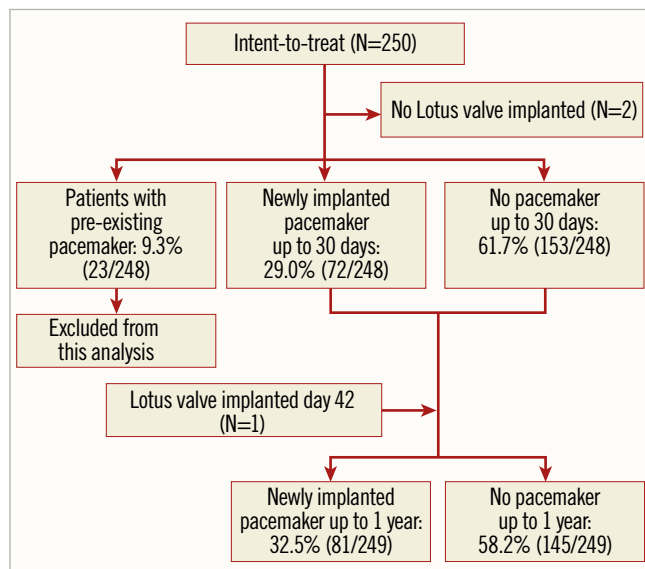 Intent-to-treat (N=250)
No Lotus valve implanted (N=2)
Patients with
pre-existing
pacemaker: 9.3%
(23/248)
Newly implanted
pacemaker
up to 30 days:
29.0% (72/248)
No pacemaker
up to 30 days:
61.7% (153/248)
Excluded from
this analysis
Lotus valve implanted day 42
(N=1)
Newly implanted
pacemaker up to 1 year:
32.5% (81/249)
No pacemaker
up to 1 year:
58.2% (145/249)